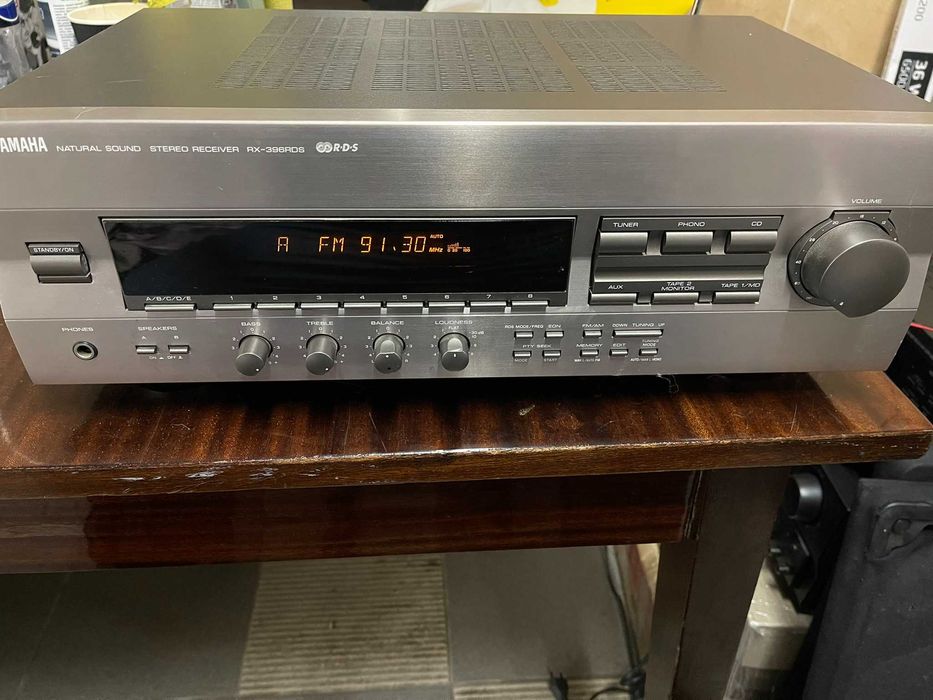 AMAHA NATURAL SOUND STEREO RECEIVER RX-396RDS R·D·S
VOLUME
STANDBY/ON
A FM 91.30 AUTO MHz
TUNER PHONO CD
AUX TAPE 2 MONITOR TAPE 1/MD
A/B/C/D/E 1 2 3 4 5 6 7 8
PHONES
SPEAKERS
A B
BASS TREBLE BALANCE LOUDNESS
FLAT
RDS MODE/FREQ EON FM/AM DOWN TUNING UP
PTY SEEK MEMORY EDIT TUNING MODE
MODE START
36 V